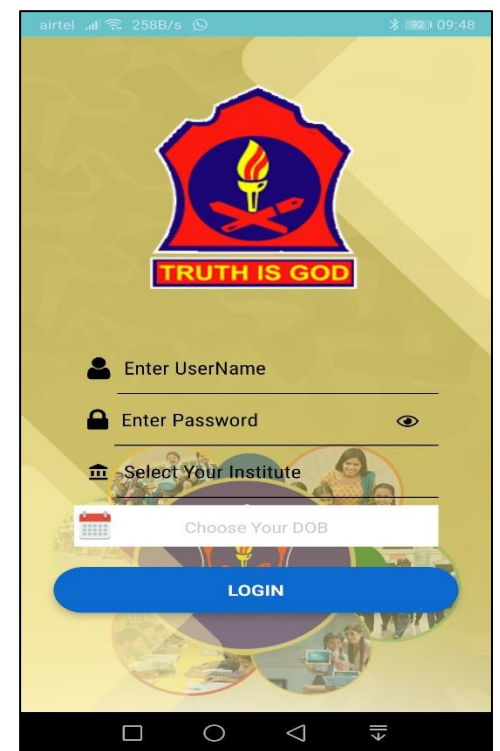 airtel 258B/s 92 09:48
TRUTH IS GOD
Enter UserName
Enter Password
Select Your Institute
Choose Your DOB
LOGIN